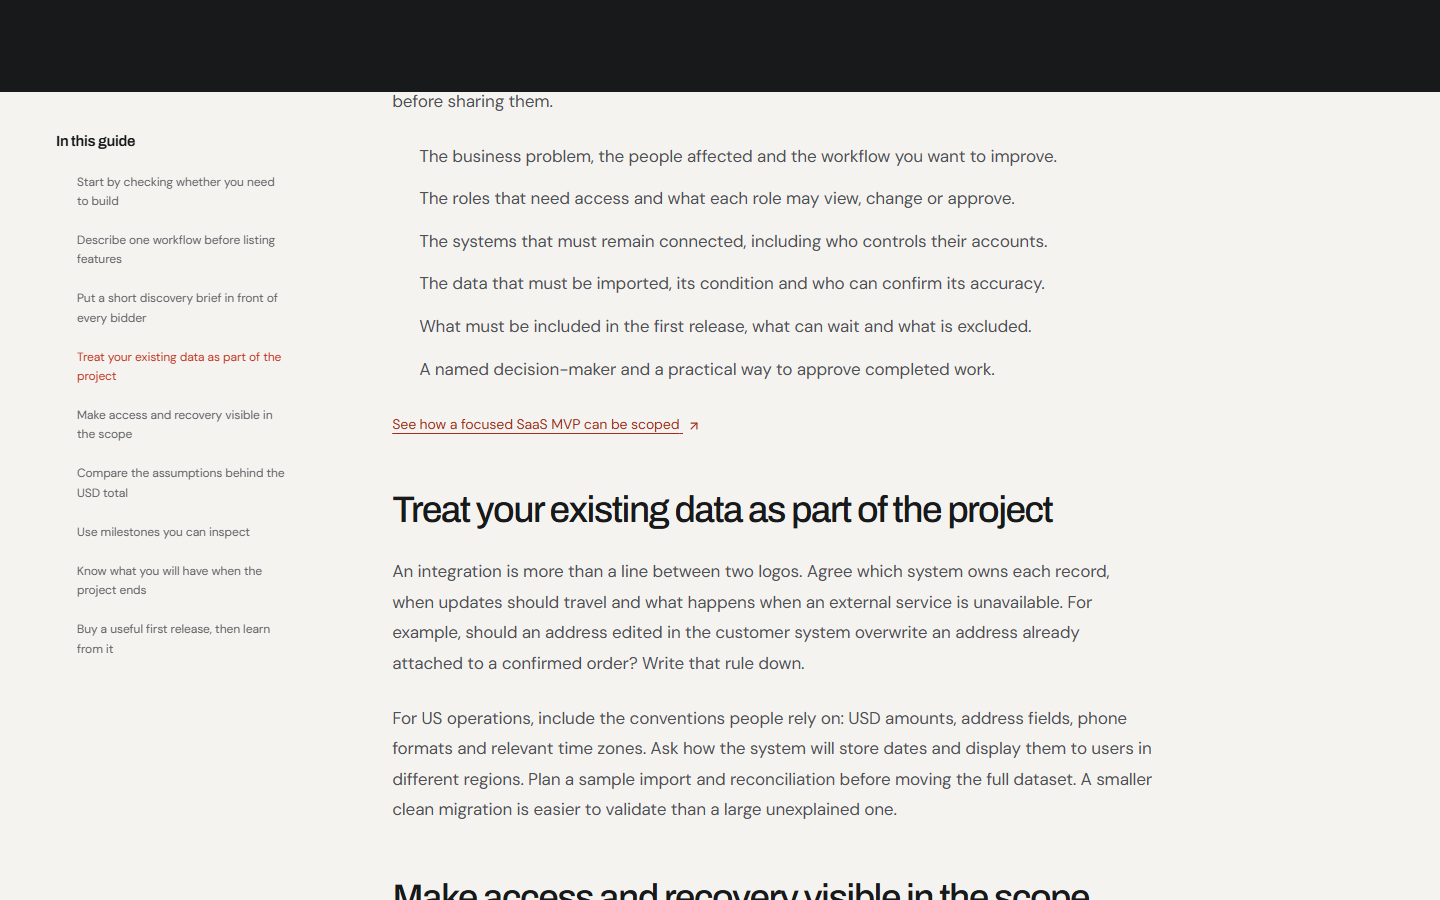 before sharing them.
In this guide
Start by checking whether you need
to build
Describe one workflow before listing
features
Put a short discovery brief in front of
every bidder
Treat your existing data as part of the
project
Make access and recovery visible in
the scope
Compare the assumptions behind the
USD total
Use milestones you can inspect
Know what you will have when the
project ends
Buy a useful first release, then learn
from it
The business problem, the people affected and the workflow you want to improve.
The roles that need access and what each role may view, change or approve.
The systems that must remain connected, including who controls their accounts.
The data that must be imported, its condition and who can confirm its accuracy.
What must be included in the first release, what can wait and what is excluded.
A named decision-maker and a practical way to approve completed work.
See how a focused SaaS MVP can be scoped
Treat your existing data as part of the project
An integration is more than a line between two logos. Agree which system owns each record,
when updates should travel and what happens when an external service is unavailable. For
example, should an address edited in the customer system overwrite an address already
attached to a confirmed order? Write that rule down.
For US operations, include the conventions people rely on: USD amounts, address fields, phone
formats and relevant time zones. Ask how the system will store dates and display them to users in
different regions. Plan a sample import and reconciliation before moving the full dataset. A smaller
clean migration is easier to validate than a large unexplained one.
Make access and recovery visible in the scope